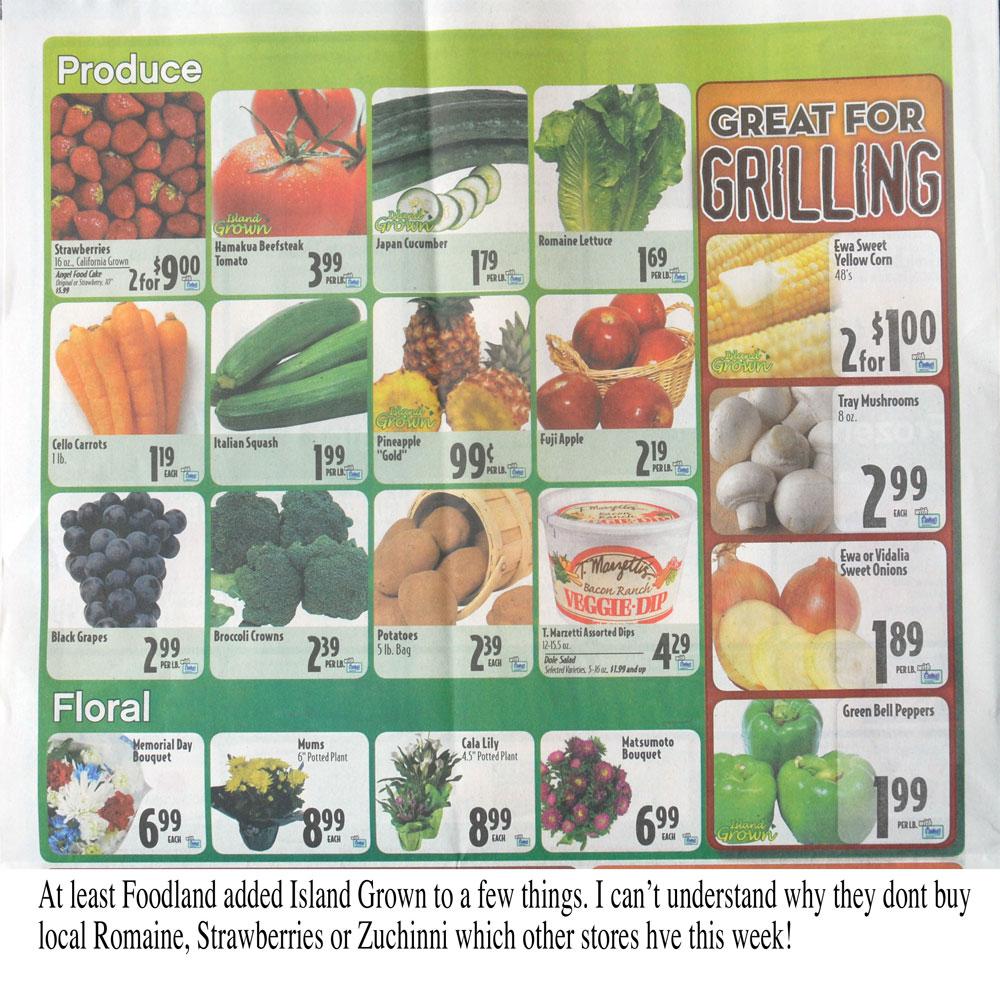 Produce
Strawberries
16 oz., California Grown
Angel Food Cake
Original or Strawberry, 10"
$5.99
2 for $9.00
Island Grown
Hamakua Beefsteak
Tomato
3.99
PER LB.
Island Grown
Japan Cucumber
1.79
PER LB.
Romaine Lettuce
1.69
PER LB.
Cello Carrots
1 lb.
1.19
EACH
Italian Squash
1.99
PER LB.
Island Grown
Pineapple
"Gold"
99¢
PER LB.
Fuji Apple
2.19
PER LB.
Black Grapes
2.99
PER LB.
Broccoli Crowns
2.39
PER LB.
Potatoes
5 lb. Bag
2.39
EACH
T. Marzetti's
Bacon Ranch
VEGGIE·DIP
T. Marzetti's
Bacon Ranch
VEGGIE·DIP
T. Marzetti Assorted Dips
12-15.5 oz.
Dole Salad
Selected Varieties, 5-16 oz. $1.99 and up
4.29
GREAT FOR
GRILLING
Ewa Sweet
Yellow Corn
48's
2 for $1.00
with
Island Grown
Tray Mushrooms
8 oz.
2.99
EACH
with
Ewa or Vidalia
Sweet Onions
1.89
PER LB.
with
Green Bell Peppers
1.99
PER LB.
with
Island Grown
Floral
Memorial Day
Bouquet
6.99
EACH
Mums
6" Potted Plant
8.99
EACH
Cala Lily
4.5" Potted Plant
8.99
EACH
Matsumoto
Bouquet
6.99
EACH
At least Foodland added Island Grown to a few things. I can't understand why they dont buy
local Romaine, Strawberries or Zuchinni which other stores hve this week!